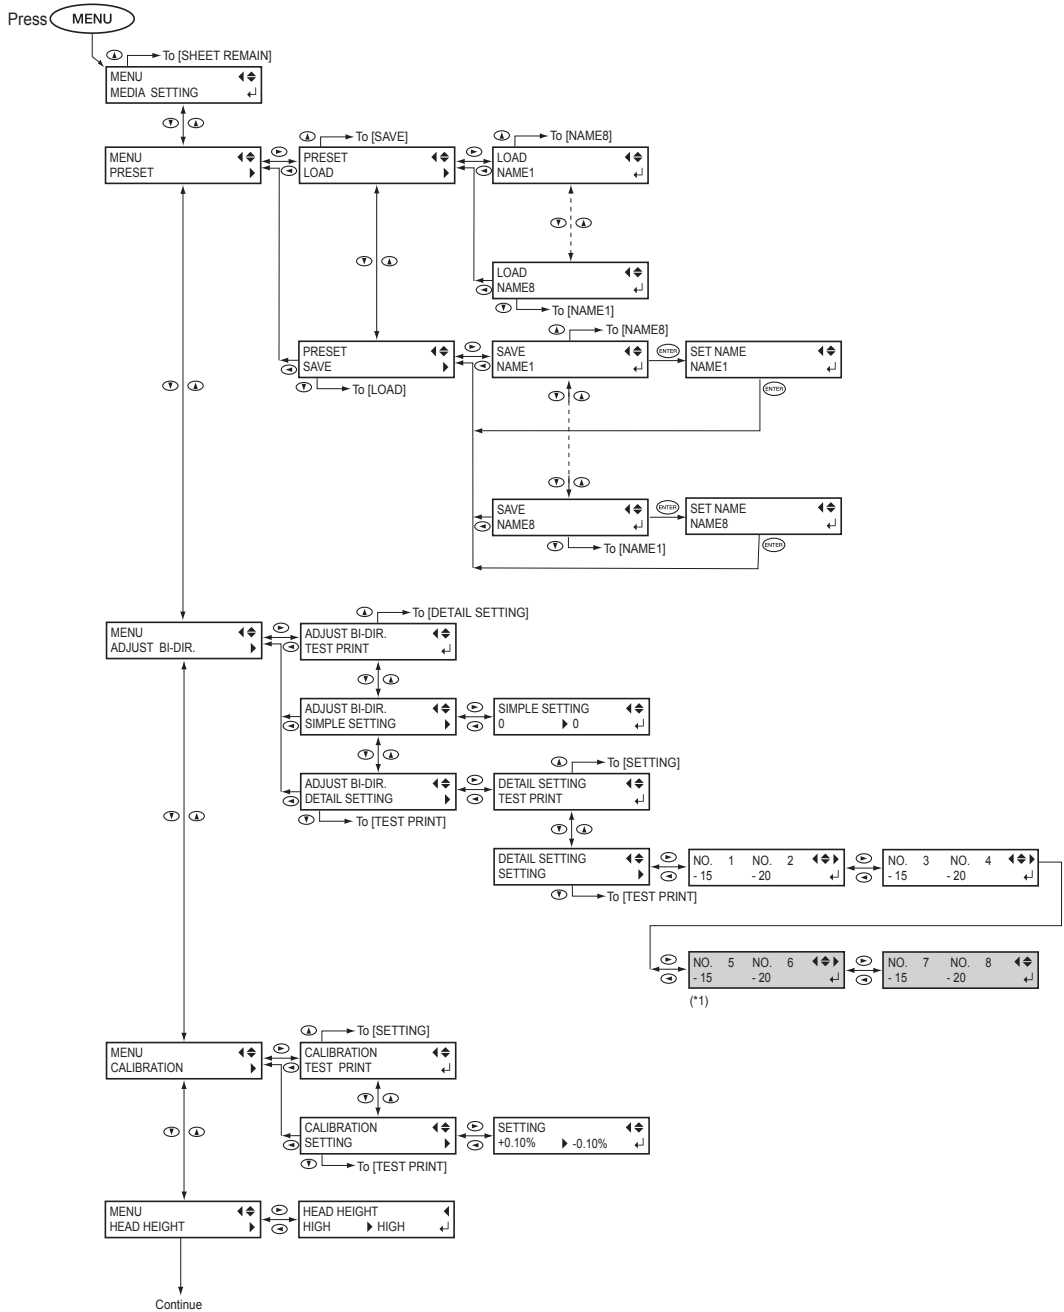 Press MENU
To [SHEET REMAIN]
MENU
MEDIA SETTING
To [SAVE]
To [NAME8]
MENU
PRESET
PRESET
LOAD
LOAD
NAME1
LOAD
NAME8
To [NAME1]
To [NAME8]
PRESET
SAVE
To [LOAD]
SAVE
NAME1
ENTER
SET NAME
NAME1
ENTER
SAVE
NAME8
ENTER
SET NAME
NAME8
To [NAME1]
ENTER
To [DETAIL SETTING]
MENU
ADJUST BI-DIR.
ADJUST BI-DIR.
TEST PRINT
ADJUST BI-DIR.
SIMPLE SETTING
SIMPLE SETTING
0 0
To [SETTING]
ADJUST BI-DIR.
DETAIL SETTING
To [TEST PRINT]
DETAIL SETTING
TEST PRINT
DETAIL SETTING
SETTING
To [TEST PRINT]
NO. 1 NO. 2
- 15 - 20
NO. 3 NO. 4
- 15 - 20
NO. 5 NO. 6
- 15 - 20
(*1)
NO. 7 NO. 8
- 15 - 20
To [SETTING]
MENU
CALIBRATION
CALIBRATION
TEST PRINT
CALIBRATION
SETTING
To [TEST PRINT]
SETTING
+0.10% -0.10%
MENU
HEAD HEIGHT
HEAD HEIGHT
HIGH HIGH
Continue